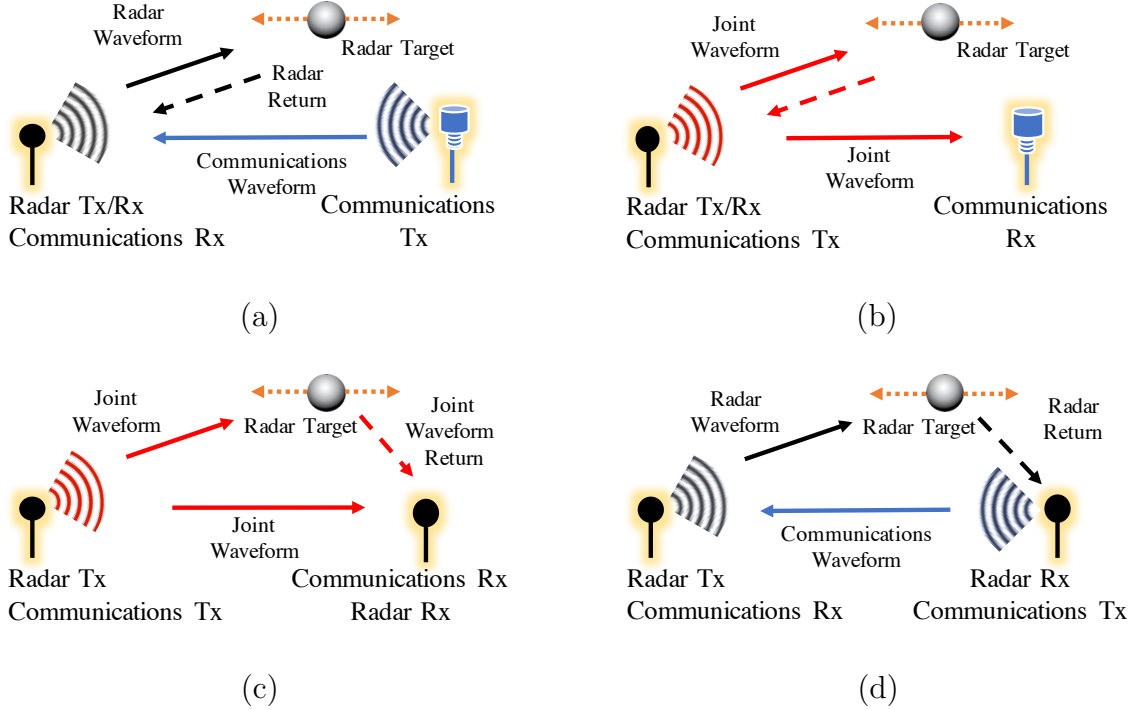 Radar
Waveform
Radar Target
Radar
Return
Communications
Waveform
Radar Tx/Rx
Communications Rx
Communications
Tx
(a)
Joint
Waveform
Radar Target
Joint
Waveform
Radar Tx/Rx
Communications Tx
Communications
Rx
(b)
Joint
Waveform
Radar Target
Joint
Waveform
Return
Joint
Waveform
Radar Tx
Communications Tx
Communications Rx
Radar Rx
(c)
Radar
Waveform
Radar Target
Radar
Return
Communications
Waveform
Radar Tx
Communications Rx
Radar Rx
Communications Tx
(d)